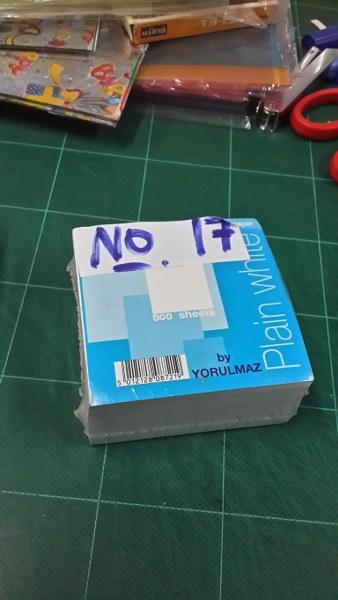 NO. 17
500 sheets
Plain white
by
YORULMAZ
5 012128 087219